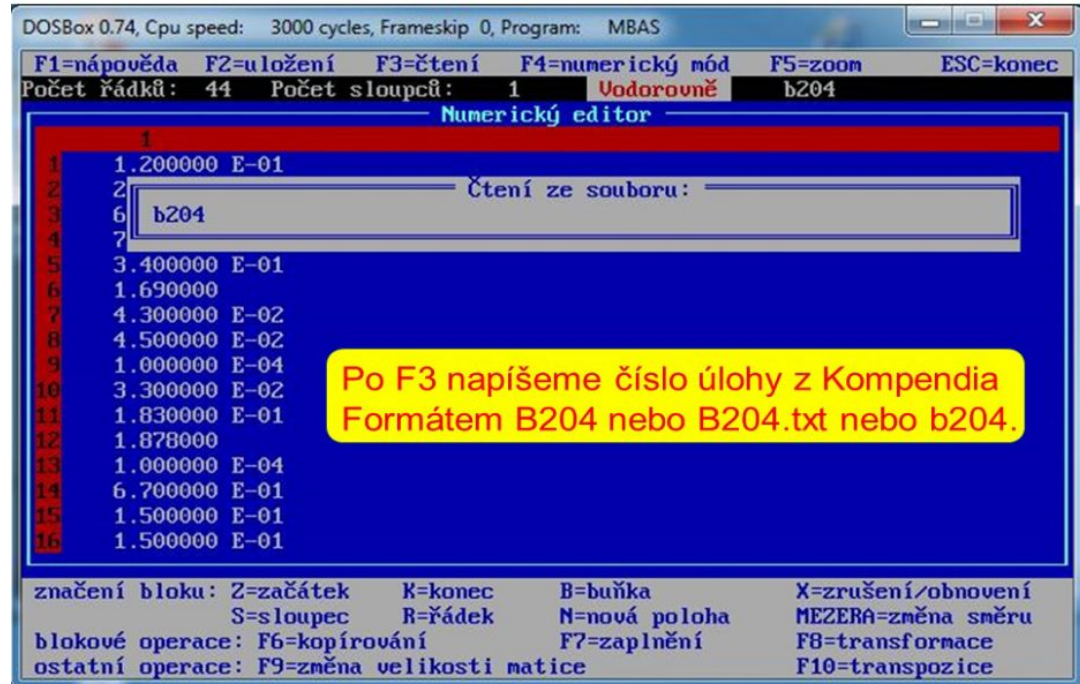 DOSBox 0.74, Cpu speed: 3000 cycles, Frameskip 0, Program: MBAS
F1=nápověda F2=uložení F3=čtení F4=numerický mód F5=zoom ESC=konec
Počet řádků: 44 Počet sloupců: 1 Vodorovně b204
Numerický editor
1
1 1.200000 E-01
2 2
Čtení ze souboru:
3 6
b204
4 7
5 3.400000 E-01
6 1.690000
7 4.300000 E-02
8 4.500000 E-02
9 1.000000 E-04
10 3.300000 E-02
11 1.830000 E-01
12 1.878000
13 1.000000 E-04
14 6.700000 E-01
15 1.500000 E-01
16 1.500000 E-01
Po F3 napíšeme číslo úlohy z Kompendia
Formátem B204 nebo B204.txt nebo b204.
značení bloku: Z=začátek K=konec B=buňka X=zrušení/obnovení
S=sloupec R=řádek N=nová poloha MEZERA=změna směru
blokové operace: F6=kopírování F7=zaplnění F8=transformace
ostatní operace: F9=změna velikosti matice F10=transpozice